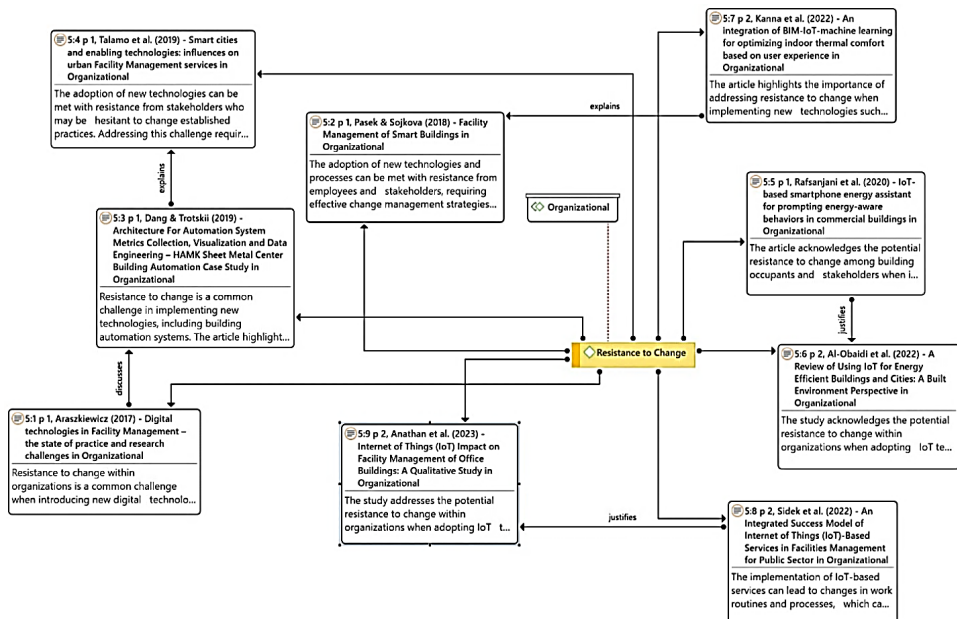 5:4 p 1, Talamo et al. (2019) - Smart
cities and enabling technologies: influences on
urban Facility Management services in
Organizational
The adoption of new technologies can be
met with resistance from stakeholders who
may be hesitant to change established
practices. Addressing this challenge requir...
5:7 p 2, Kanna et al. (2022) - An
integration of BIM-IoT-machine learning
for optimizing indoor thermal comfort
based on user experience in
Organizational
The article highlights the importance of
addressing resistance to change when
implementing new technologies such...
explains
5:2 p 1, Pasek & Sojkova (2018) - Facility
Management of Smart Buildings in
Organizational
The adoption of new technologies and
processes can be met with resistance from
employees and stakeholders, requiring
effective change management strategies...
explains
Organizational
5:5 p 1, Rafsanjani et al. (2020) - IoT-
based smartphone energy assistant
for prompting energy-aware
behaviors in commercial buildings in
Organizational
The article acknowledges the potential
resistance to change among building
occupants and stakeholders when i...
5:3 p 1, Dang & Trotskii (2019) -
Architecture For Automation System
Metrics Collection, Visualization and Data
Engineering – HAMK Sheet Metal Center
Building Automation Case Study in
Organizational
Resistance to change is a common
challenge in implementing new
technologies, including building
automation systems. The article highlight...
justifies
Resistance to Change
5:6 p 2, Al-Obaidi et al. (2022) - A
Review of Using IoT for Energy
Efficient Buildings and Cities: A Built
Environment Perspective in
Organizational
The study acknowledges the potential
resistance to change within
organizations when adopting IoT te...
discusses
5:1 p 1, Araszkiewicz (2017) - Digital
technologies in Facility Management –
the state of practice and research
challenges in Organizational
Resistance to change within
organizations is a common challenge
when introducing new digital technolo...
5:9 p 2, Anathan et al. (2023) -
Internet of Things (IoT) Impact on
Facility Management of Office
Buildings: A Qualitative Study in
Organizational
The study addresses the potential
resistance to change within
organizations when adopting IoT t...
justifies
5:8 p 2, Sidek et al. (2022) - An
Integrated Success Model of
Internet of Things (IoT)-Based
Services in Facilities Management
for Public Sector in Organizational
The implementation of IoT-based
services can lead to changes in work
routines and processes, which ca...